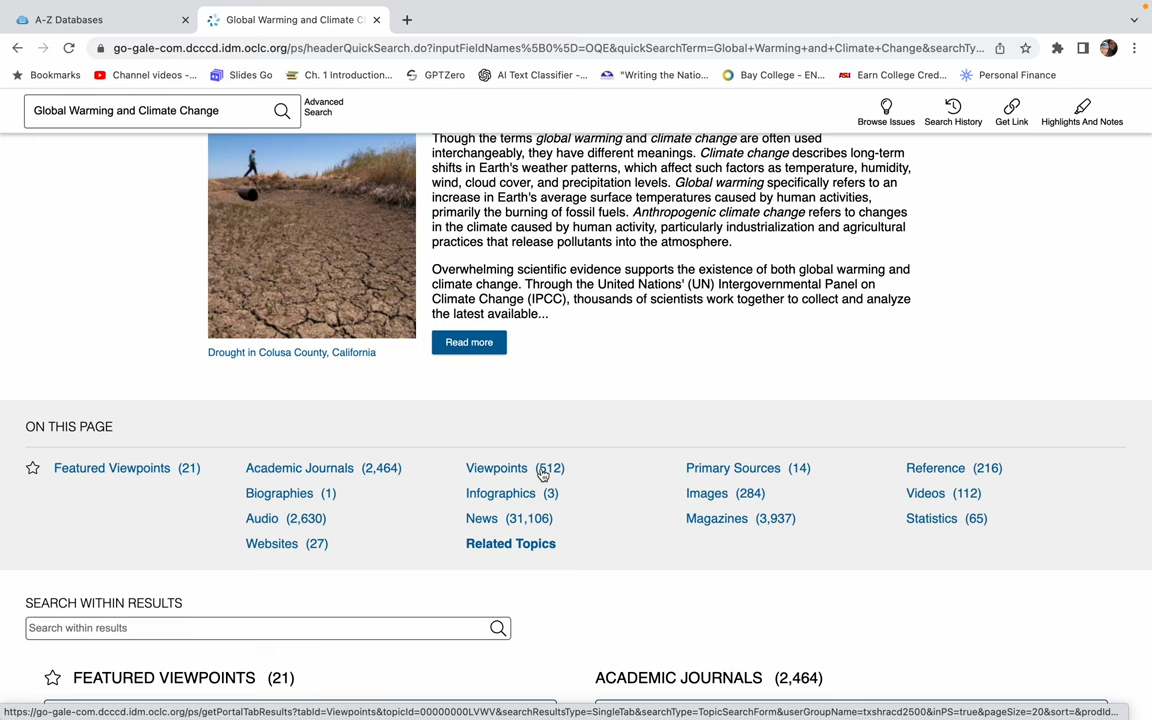 A-Z Databases
Global Warming and Climate C
go-gale-com.dcccd.idm.oclc.org/ps/headerQuickSearch.do?inputFieldNames%5B0%5D=OQE&quickSearchTerm=Global+Warming+and+Climate+Change&searchTy...
Bookmarks
Channel videos -...
Slides Go
Ch. 1 Introduction...
GPTZero
AI Text Classifier -...
"Writing the Natio...
Bay College - EN...
Earn College Cred...
Personal Finance
Global Warming and Climate Change
Advanced
Search
Browse Issues
Search History
Get Link
Highlights And Notes
Though the terms global warming and climate change are often used
interchangeably, they have different meanings. Climate change describes long-term
shifts in Earth's weather patterns, which affect such factors as temperature, humidity,
wind, cloud cover, and precipitation levels. Global warming specifically refers to an
increase in Earth's average surface temperatures caused by human activities,
primarily the burning of fossil fuels. Anthropogenic climate change refers to changes
in the climate caused by human activity, particularly industrialization and agricultural
practices that release pollutants into the atmosphere.
Overwhelming scientific evidence supports the existence of both global warming and
climate change. Through the United Nations' (UN) Intergovernmental Panel on
Climate Change (IPCC), thousands of scientists work together to collect and analyze
the latest available...
Read more
Drought in Colusa County, California
ON THIS PAGE
Featured Viewpoints (21)
Academic Journals (2,464)
Viewpoints (512)
Primary Sources (14)
Reference (216)
Biographies (1)
Infographics (3)
Images (284)
Videos (112)
Audio (2,630)
News (31,106)
Magazines (3,937)
Statistics (65)
Websites (27)
Related Topics
SEARCH WITHIN RESULTS
Search within results
FEATURED VIEWPOINTS (21)
ACADEMIC JOURNALS (2,464)
https://go-gale-com.dcccd.idm.oclc.org/ps/getPortalTabResults?tabId=Viewpoints&topicId=00000000LVWV&searchResultsType=SingleTab&searchType=TopicSearchForm&userGroupName=txshracd2500&inPS=true&pageSize=20&sort=&prodId...